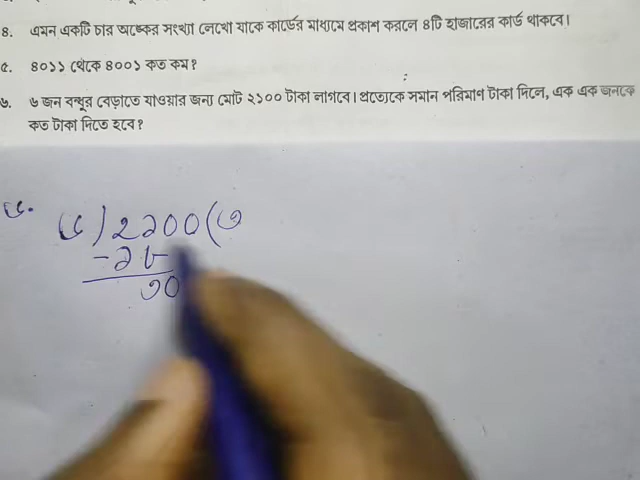 ৪. এমন একটি চার অঙ্কের সংখ্যা লেখো যাকে কার্ডের মাধ্যমে প্রকাশ করলে ৪টি হাজারের কার্ড থাকবে।
৫. ৪০১১ থেকে ৪০০১ কত কম?
৬. ৬ জন বন্ধুর বেড়াতে যাওয়ার জন্য মোট ২১০০ টাকা লাগবে। প্রত্যেকে সমান পরিমাণ টাকা দিলে, এক এক জনকে
কত টাকা দিতে হবে?
৬.
৬)২১০০(৩
-১৮
৩০